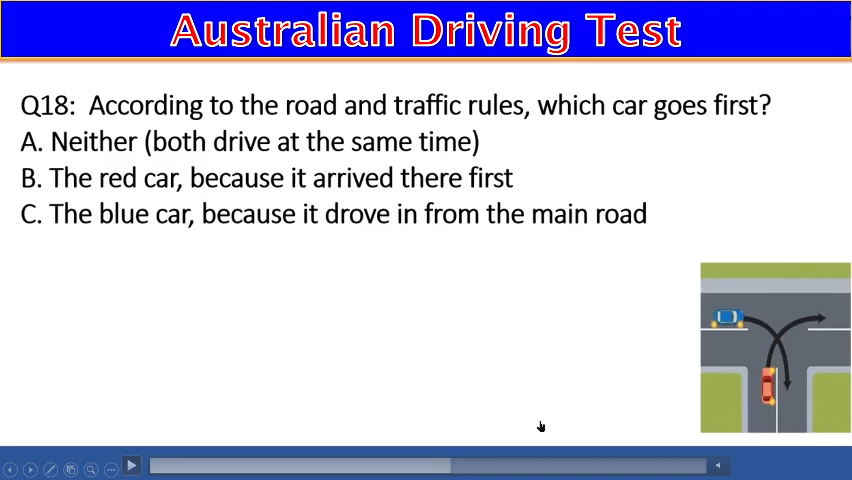 Australian Driving Test
Q18:  According to the road and traffic rules, which car goes first?
A. Neither (both drive at the same time)
B. The red car, because it arrived there first
C. The blue car, because it drove in from the main road